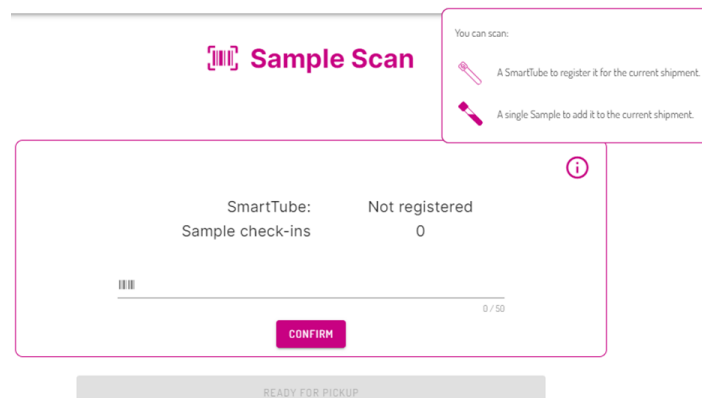 Sample Scan
You can scan:
A SmartTube to register it for the current shipment.
A single Sample to add it to the current shipment.
SmartTube: Not registered
Sample check-ins 0
0 / 50
CONFIRM
READY FOR PICKUP